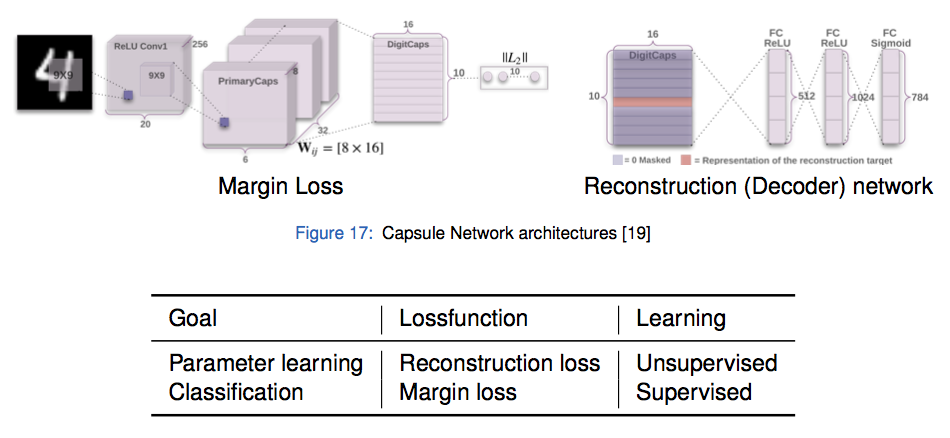 ReLU Conv1
256
9X9
9X9
20
PrimaryCaps
8
6
32
W_ij = [8 × 16]
16
DigitCaps
10
||L_2||
10
Margin Loss
16
DigitCaps
10
FC
ReLU
512
FC
ReLU
1024
FC
Sigmoid
784
= 0 Masked
= Representation of the reconstruction target
Reconstruction (Decoder) network
Figure 17: Capsule Network architectures [19]
Goal Lossfunction Learning
Parameter learning Reconstruction loss Unsupervised
Classification Margin loss Supervised